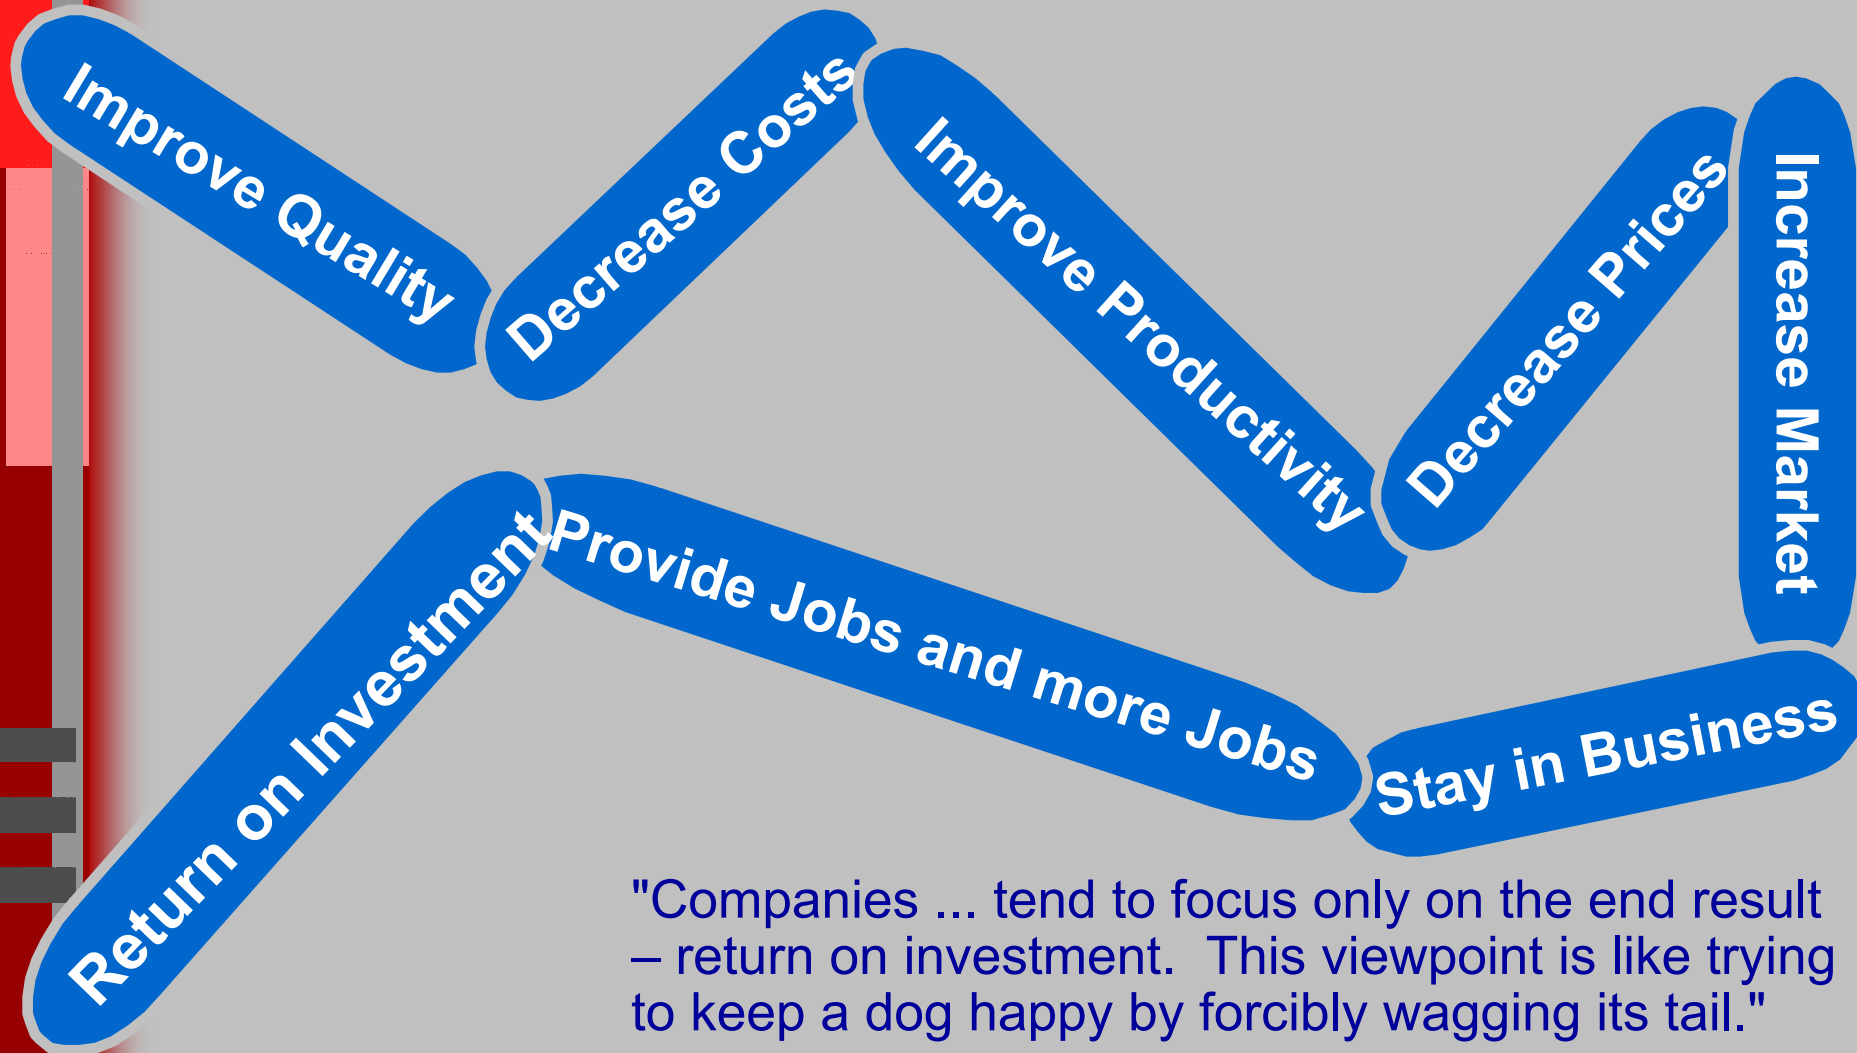 Improve Quality
Decrease Costs
Improve Productivity
Decrease Prices
Increase Market
Stay in Business
Provide Jobs and more Jobs
Return on Investment
"Companies ... tend to focus only on the end result
– return on investment.  This viewpoint is like trying
to keep a dog happy by forcibly wagging its tail."